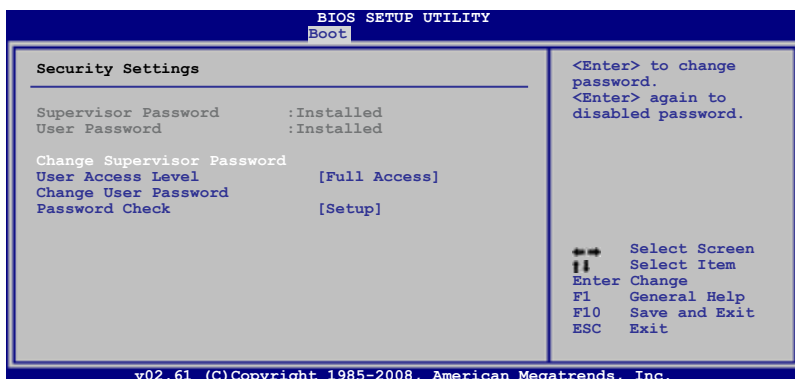 BIOS SETUP UTILITY
Boot
Security Settings
Supervisor Password :Installed
User Password :Installed
Change Supervisor Password
User Access Level [Full Access]
Change User Password
Password Check [Setup]
<Enter> to change
password.
<Enter> again to
disabled password.
Select Screen
Select Item
Enter Change
F1 General Help
F10 Save and Exit
ESC Exit
v02.61 (C)Copyright 1985-2008, American Megatrends, Inc.